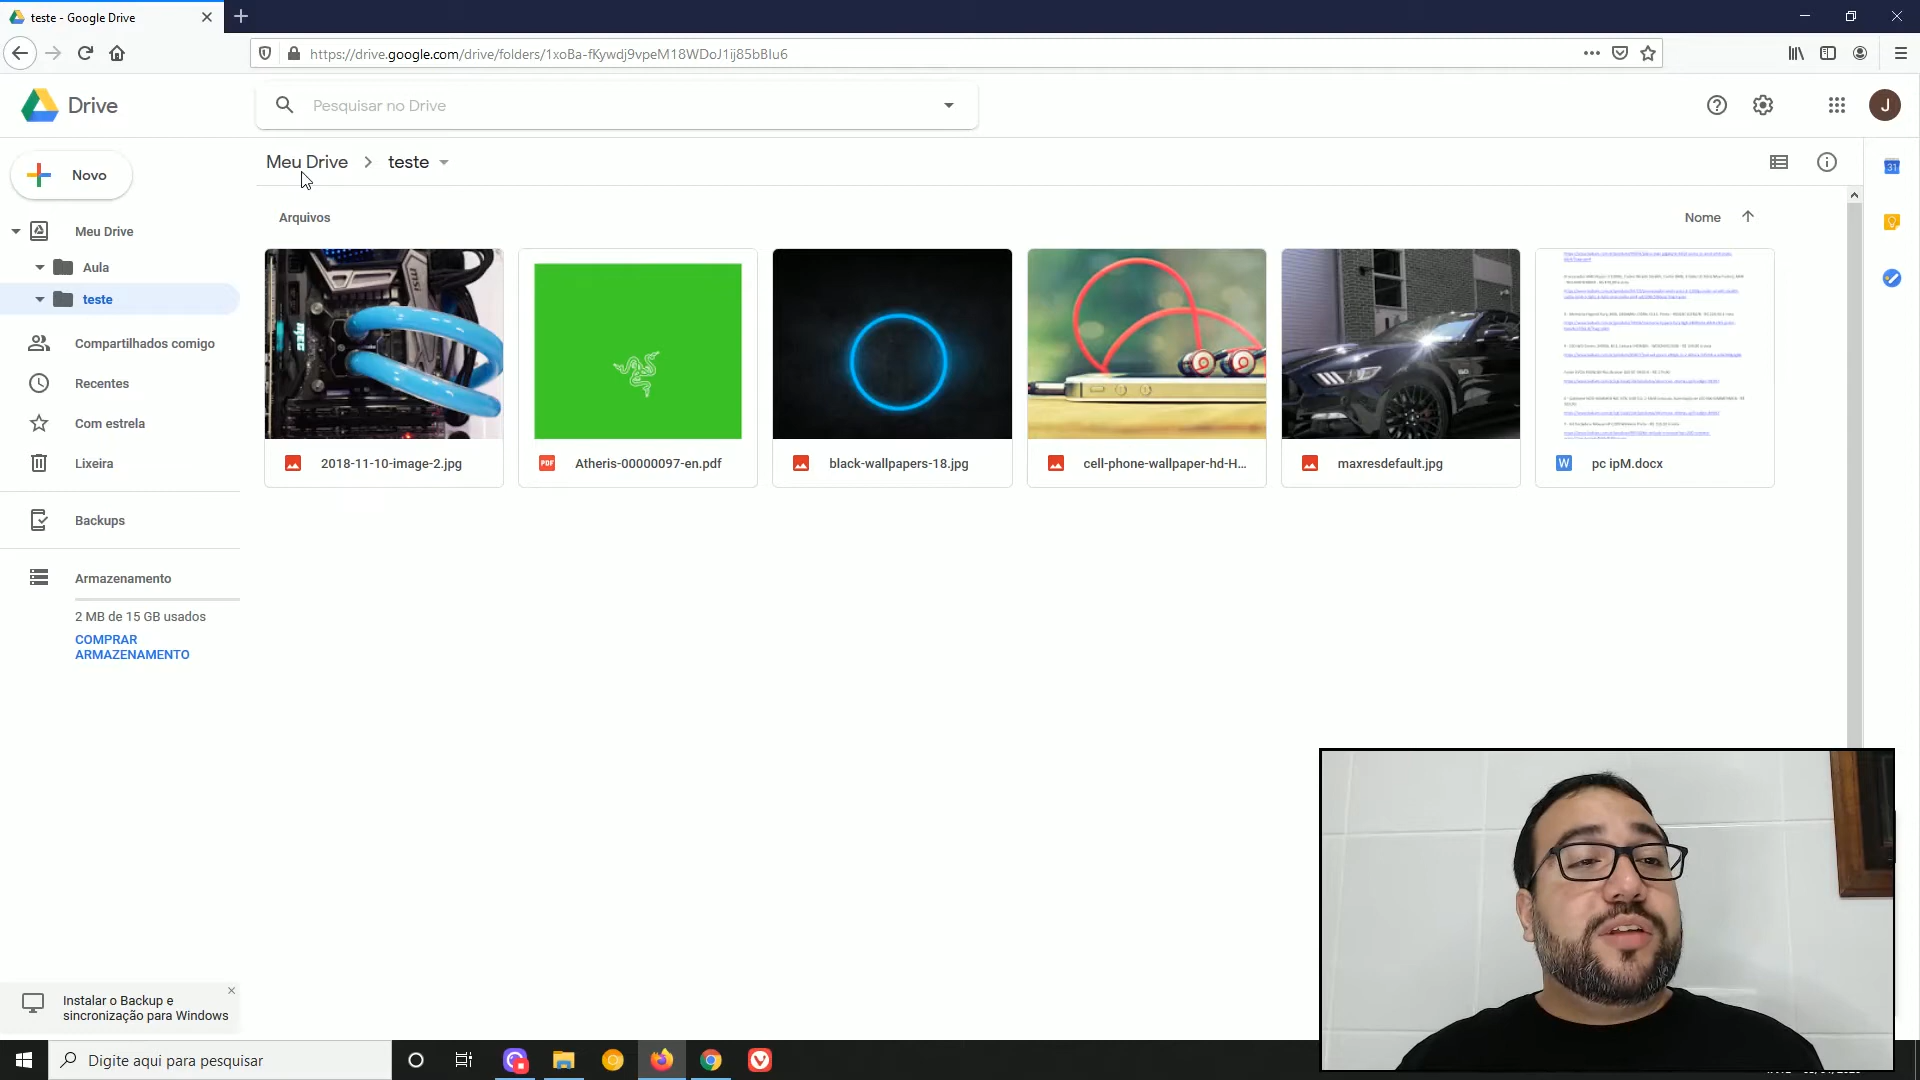 teste - Google Drive
https://drive.google.com/drive/folders/1xoBa-fKywdj9vpeM18WDoJ1ij85bBIu6
Drive
Pesquisar no Drive
J
Novo
Meu Drive
teste
31
Meu Drive
Aula
teste
Compartilhados comigo
Recentes
Com estrela
Lixeira
Backups
Armazenamento
2 MB de 15 GB usados
COMPRAR
ARMAZENAMENTO
Arquivos
Nome
2018-11-10-image-2.jpg
PDF
Atheris-00000097-en.pdf
black-wallpapers-18.jpg
cell-phone-wallpaper-hd-H...
maxresdefault.jpg
W
pc ipM.docx
Instalar o Backup e
sincronização para Windows
Digite aqui para pesquisar